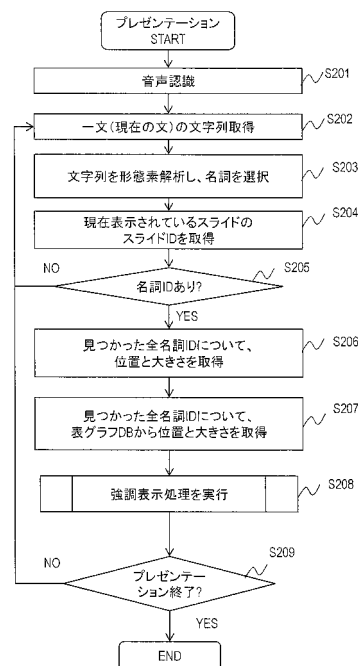 プレゼンテーション
START
S201
音声認識
S202
一文(現在の文)の文字列取得
S203
文字列を形態素解析し、名詞を選択
S204
現在表示されているスライドの
スライドIDを取得
NO
S205
名詞IDあり?
YES
S206
見つかった全名詞IDについて、
位置と大きさを取得
S207
見つかった全名詞IDについて、
表グラフDBから位置と大きさを取得
S208
強調表示処理を実行
S209
NO
プレゼンテー
ション終了?
YES
END